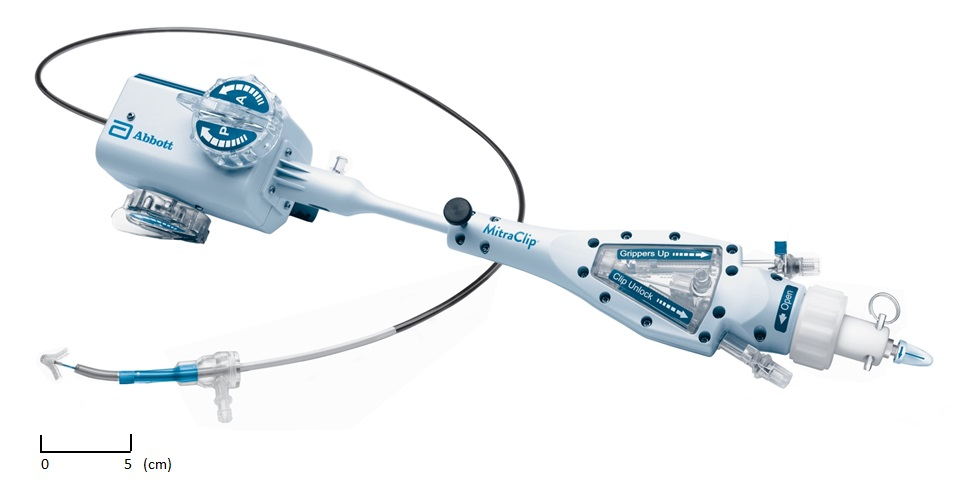 A
P
Abbott
MitraClip
Grippers Up
Clip Unlock
Open
0 5 (cm)